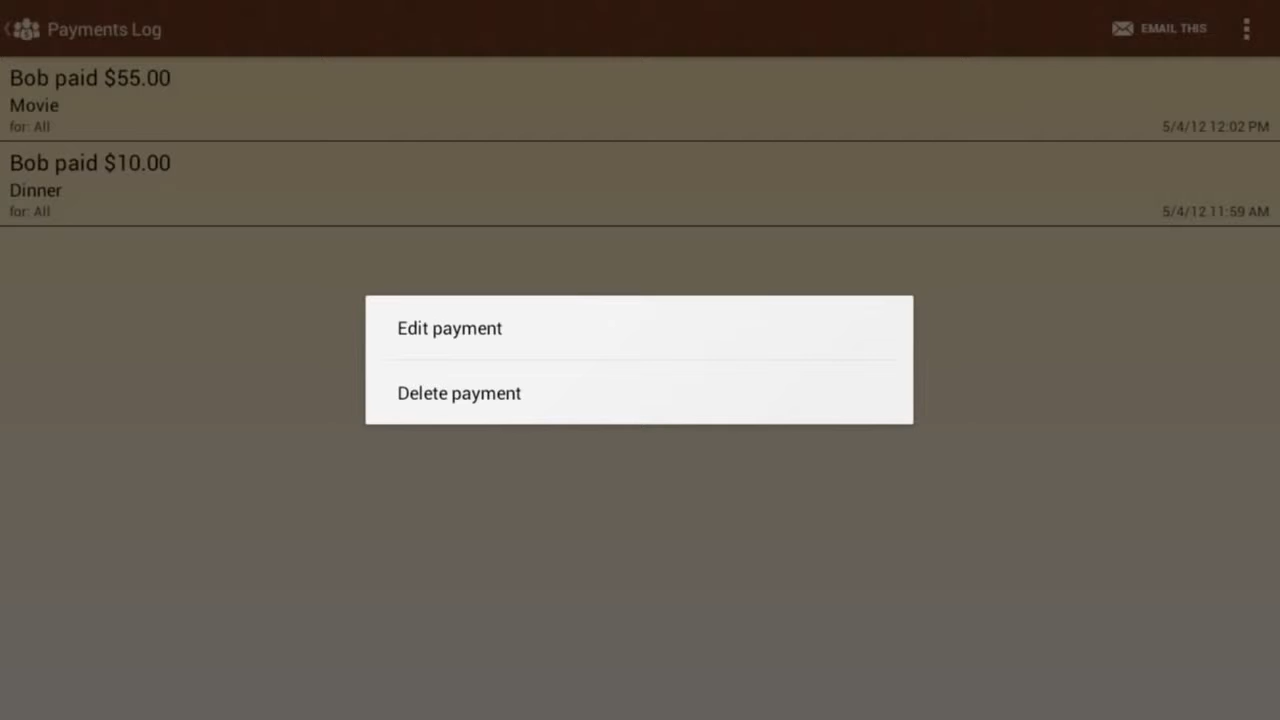 Payments Log
EMAIL THIS
Bob paid $55.00
Movie
for: All
5/4/12 12:02 PM
Bob paid $10.00
Dinner
for: All
5/4/12 11:59 AM
Edit payment
Delete payment